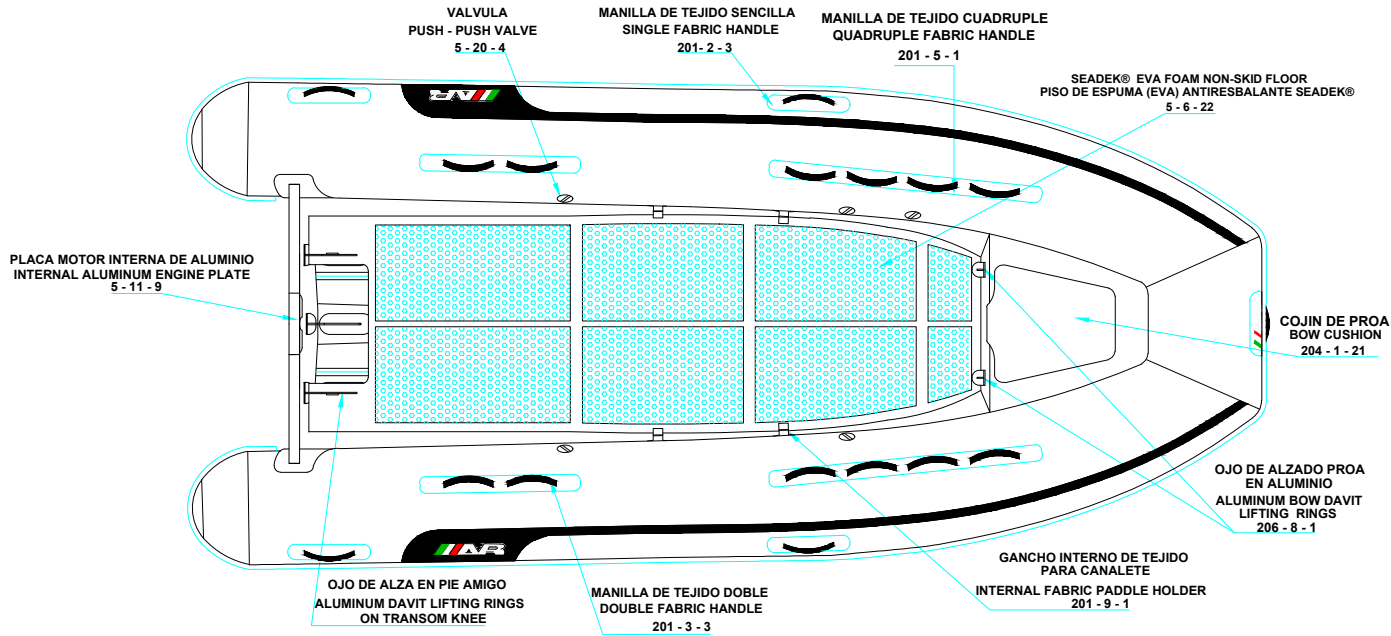 VALVULA
PUSH - PUSH VALVE
5 - 20 - 4
MANILLA DE TEJIDO SENCILLA
SINGLE FABRIC HANDLE
201- 2 - 3
MANILLA DE TEJIDO CUADRUPLE
QUADRUPLE FABRIC HANDLE
201 - 5 - 1
SEADEK® EVA FOAM NON-SKID FLOOR
PISO DE ESPUMA (EVA) ANTIRESBALANTE SEADEK®
5 - 6 - 22
AB
PLACA MOTOR INTERNA DE ALUMINIO
INTERNAL ALUMINUM ENGINE PLATE
5 - 11 - 9
COJIN DE PROA
BOW CUSHION
204 - 1 - 21
OJO DE ALZADO PROA
EN ALUMINIO
ALUMINUM BOW DAVIT
LIFTING RINGS
206 - 8 - 1
AB
GANCHO INTERNO DE TEJIDO
PARA CANALETE
INTERNAL FABRIC PADDLE HOLDER
201 - 9 - 1
OJO DE ALZA EN PIE AMIGO
ALUMINUM DAVIT LIFTING RINGS
ON TRANSOM KNEE
MANILLA DE TEJIDO DOBLE
DOUBLE FABRIC HANDLE
201 - 3 - 3